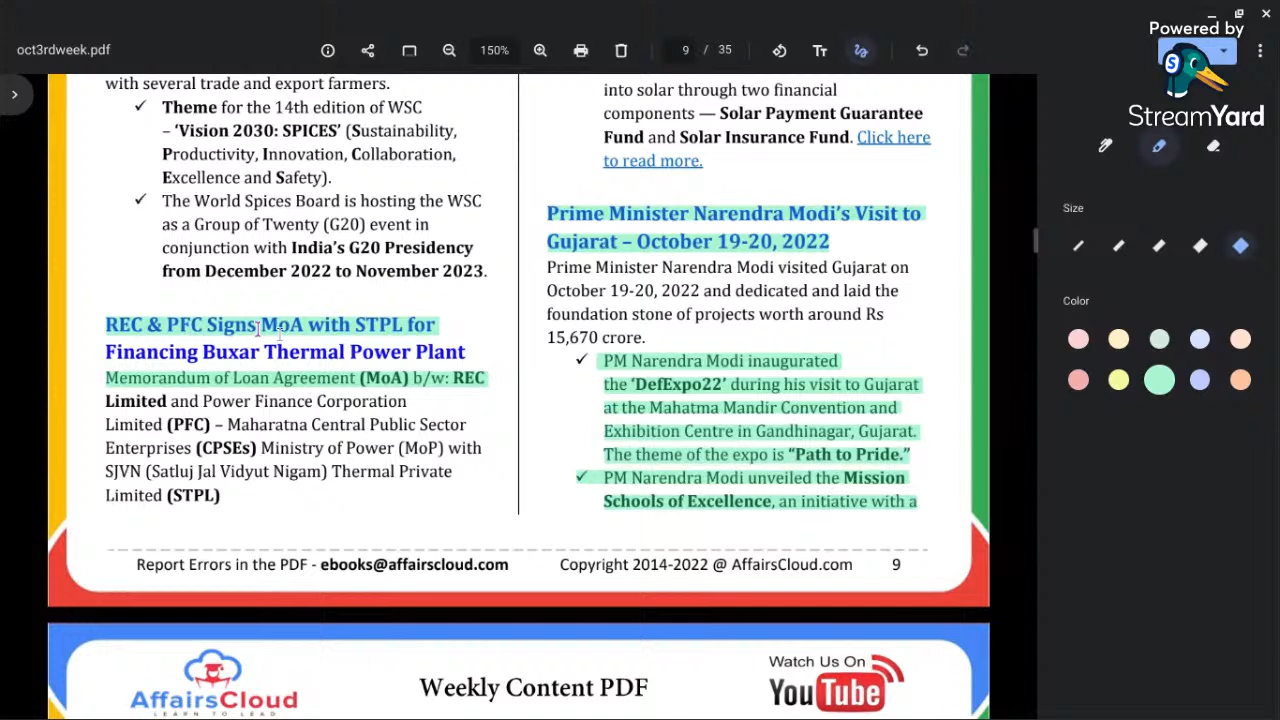 oct3rdweek.pdf
150%
9 / 35
Powered by
StreamYard
with several trade and export farmers.
✓ Theme for the 14th edition of WSC
– ‘Vision 2030: SPICES’ (Sustainability,
Productivity, Innovation, Collaboration,
Excellence and Safety).
✓ The World Spices Board is hosting the WSC
as a Group of Twenty (G20) event in
conjunction with India’s G20 Presidency
from December 2022 to November 2023.
REC & PFC Signs MoA with STPL for
Financing Buxar Thermal Power Plant
Memorandum of Loan Agreement (MoA) b/w: REC
Limited and Power Finance Corporation
Limited (PFC) – Maharatna Central Public Sector
Enterprises (CPSEs) Ministry of Power (MoP) with
SJVN (Satluj Jal Vidyut Nigam) Thermal Private
Limited (STPL)
into solar through two financial
components — Solar Payment Guarantee
Fund and Solar Insurance Fund. Click here
to read more.
Prime Minister Narendra Modi’s Visit to
Gujarat – October 19-20, 2022
Prime Minister Narendra Modi visited Gujarat on
October 19-20, 2022 and dedicated and laid the
foundation stone of projects worth around Rs
15,670 crore.
✓ PM Narendra Modi inaugurated
the ‘DefExpo22’ during his visit to Gujarat
at the Mahatma Mandir Convention and
Exhibition Centre in Gandhinagar, Gujarat.
The theme of the expo is “Path to Pride.”
✓ PM Narendra Modi unveiled the Mission
Schools of Excellence, an initiative with a
Report Errors in the PDF - ebooks@affairscloud.com
Copyright 2014-2022 @ AffairsCloud.com
9
Size
Color
AffairsCloud
LEARN TO LEAD
Weekly Content PDF
Watch Us On
YouTube